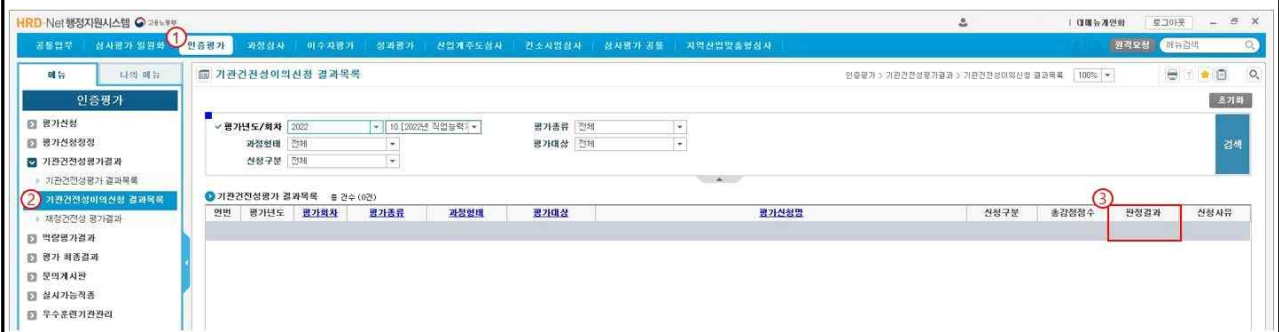 HRD-Net 행정지원시스템 고용노동부
대메뉴개인화 로그아웃
공통업무 심사평가 일원화 ① 인증평가 과정심사 이수자평가 성과평가 산업계주도심사 컨소시엄심사 심사평가 공통 지역산업맞춤형심사 원격요청 메뉴검색
메뉴 나의 메뉴
기관건전성이의신청 결과목록
인증평가 > 기관건전성평가결과 > 기관건전성이의신청 결과목록 100%
인증평가
초기화
평가신청
평가신청정정
기관건전성평가결과
기관건전성평가 결과목록
② 기관건전성이의신청 결과목록
재정건전성 평가결과
역량평가결과
평가 최종결과
문의게시판
실시가능직종
우수훈련기관관리
평가년도/회차 2022 10 [2022년 직업능력 평가종류 전체
과정형태 전체 평가대상 전체
신청구분 전체
검색
기관건전성평가 결과목록 총 건수 (0건)
③
연번 평가년도 평가회차 평가종류 과정형태 평가대상 평가신청명 신청구분 총감점점수 판정결과 신청사유